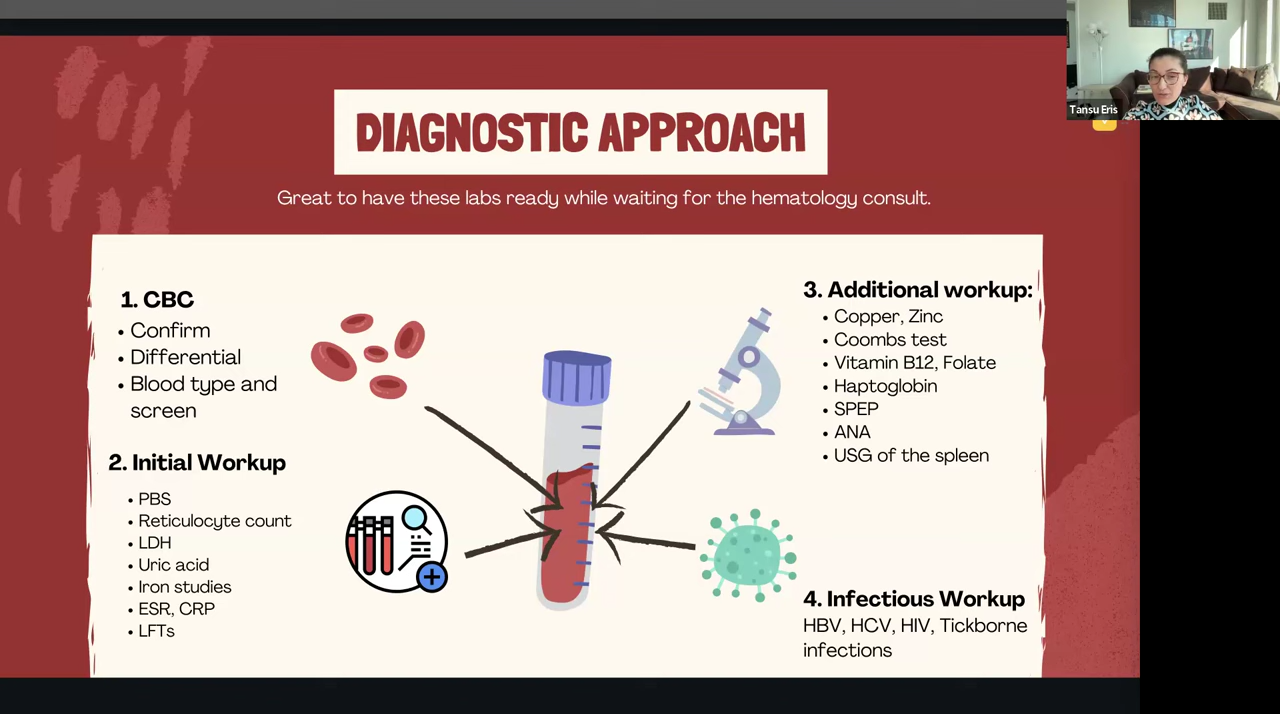 Tansu Eris
DIAGNOSTIC APPROACH
Great to have these labs ready while waiting for the hematology consult.
1. CBC
• Confirm
• Differential
• Blood type and
screen
2. Initial Workup
• PBS
• Reticulocyte count
• LDH
• Uric acid
• Iron studies
• ESR, CRP
• LFTs
3. Additional workup:
• Copper, Zinc
• Coombs test
• Vitamin B12, Folate
• Haptoglobin
• SPEP
• ANA
• USG of the spleen
4. Infectious Workup
HBV, HCV, HIV, Tickborne
infections